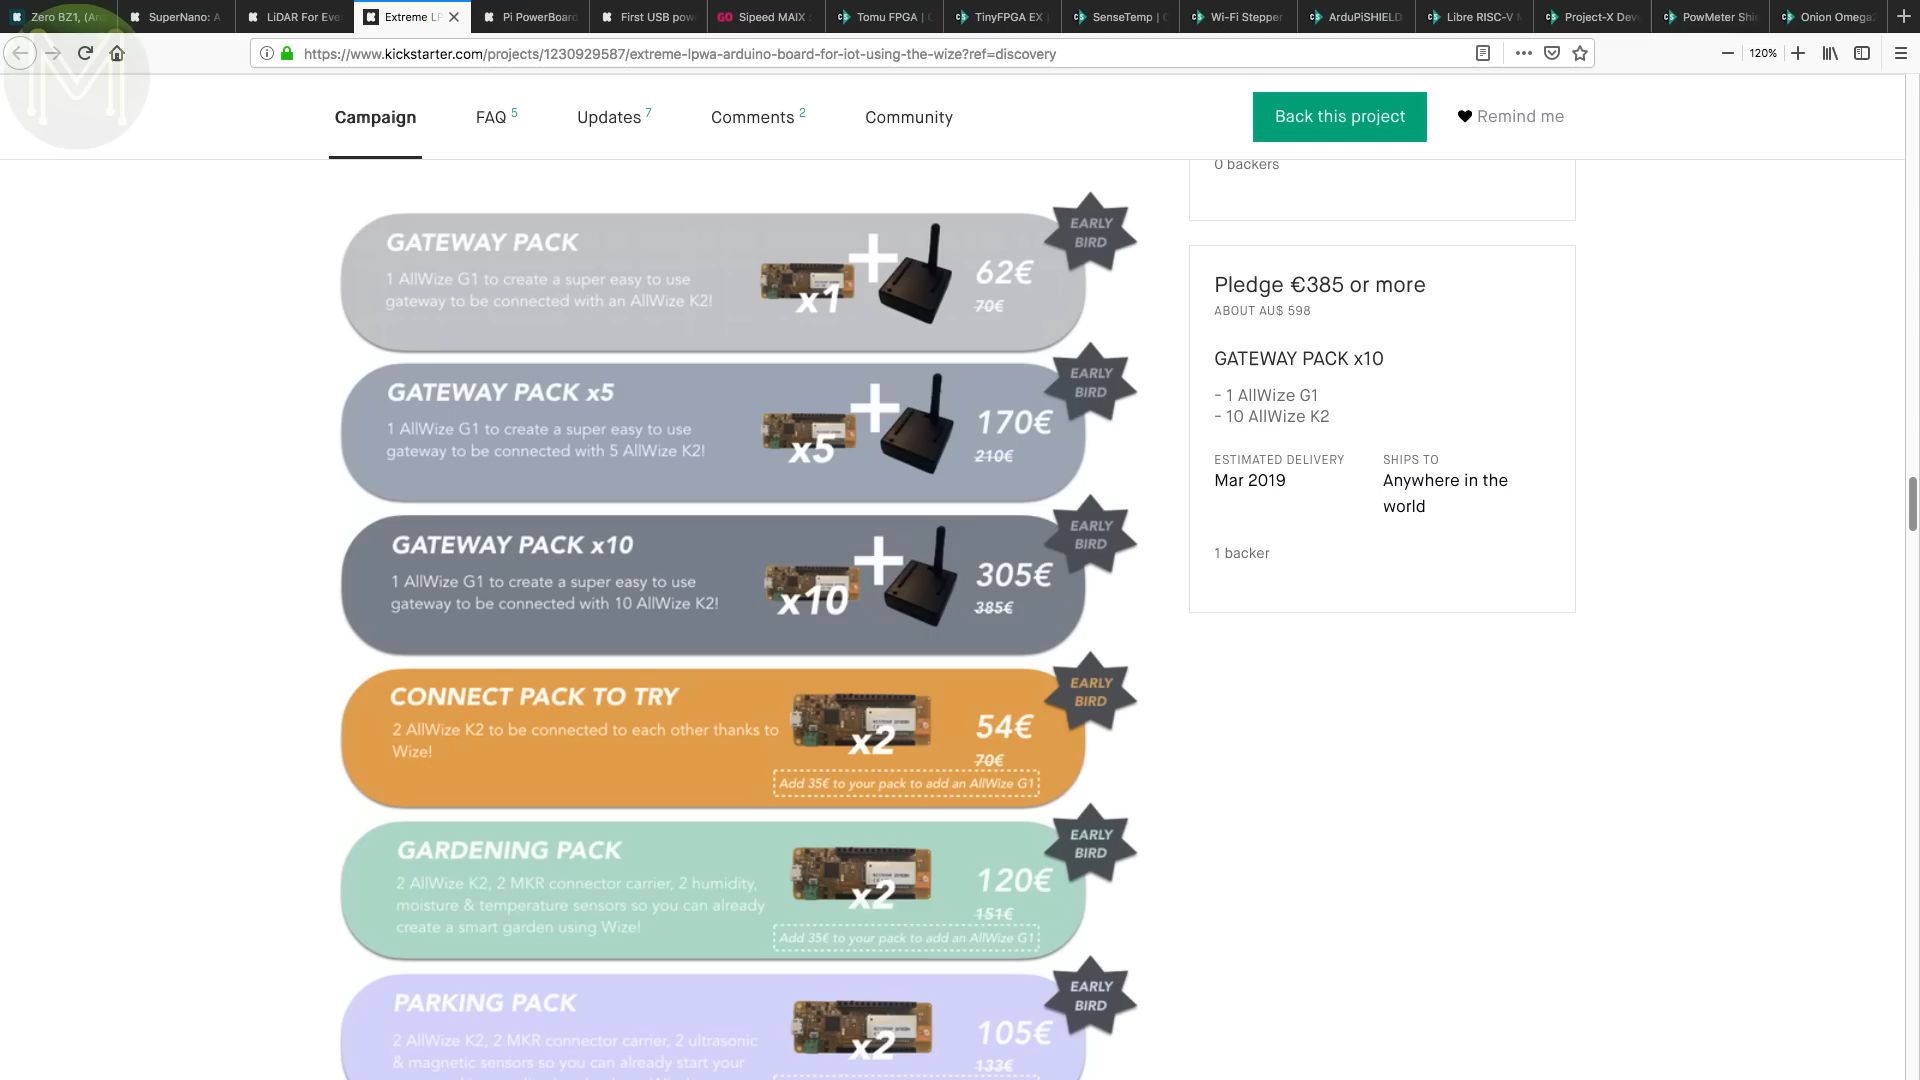 Zero BZ1, (Ar
SuperNano: A
LiDAR For Eve
Extreme LP
Pi PowerBoard
First USB pow
GO Sipeed MAIX
Tomu FPGA | C
TinyFPGA EX |
SenseTemp | C
Wi-Fi Stepper
ArduPiSHIELD
Libre RISC-V M
Project-X Deve
PowMeter Shie
Onion Omega2
https://www.kickstarter.com/projects/1230929587/extreme-lpwa-arduino-board-for-iot-using-the-wize?ref=discovery
120%
M
Campaign
FAQ 5
Updates 7
Comments 2
Community
Back this project
Remind me
0 backers
GATEWAY PACK
1 AllWize G1 to create a super easy to use
gateway to be connected with an AllWize K2!
x1
62€
70€
EARLY
BIRD
GATEWAY PACK x5
1 AllWize G1 to create a super easy to use
gateway to be connected with 5 AllWize K2!
x5
170€
210€
EARLY
BIRD
GATEWAY PACK x10
1 AllWize G1 to create a super easy to use
gateway to be connected with 10 AllWize K2!
x10
305€
385€
EARLY
BIRD
CONNECT PACK TO TRY
2 AllWize K2 to be connected to each other thanks to
Wize!
x2
54€
70€
Add 35€ to your pack to add an AllWize G1
EARLY
BIRD
GARDENING PACK
2 AllWize K2, 2 MKR connector carrier, 2 humidity,
moisture & temperature sensors so you can already
create a smart garden using Wize!
x2
120€
151€
Add 35€ to your pack to add an AllWize G1
EARLY
BIRD
PARKING PACK
2 AllWize K2, 2 MKR connector carrier, 2 ultrasonic
& magnetic sensors so you can already start your
x2
105€
133€
EARLY
BIRD
Pledge €385 or more
ABOUT AU$ 598
GATEWAY PACK x10
- 1 AllWize G1
- 10 AllWize K2
ESTIMATED DELIVERY
Mar 2019
SHIPS TO
Anywhere in the
world
1 backer